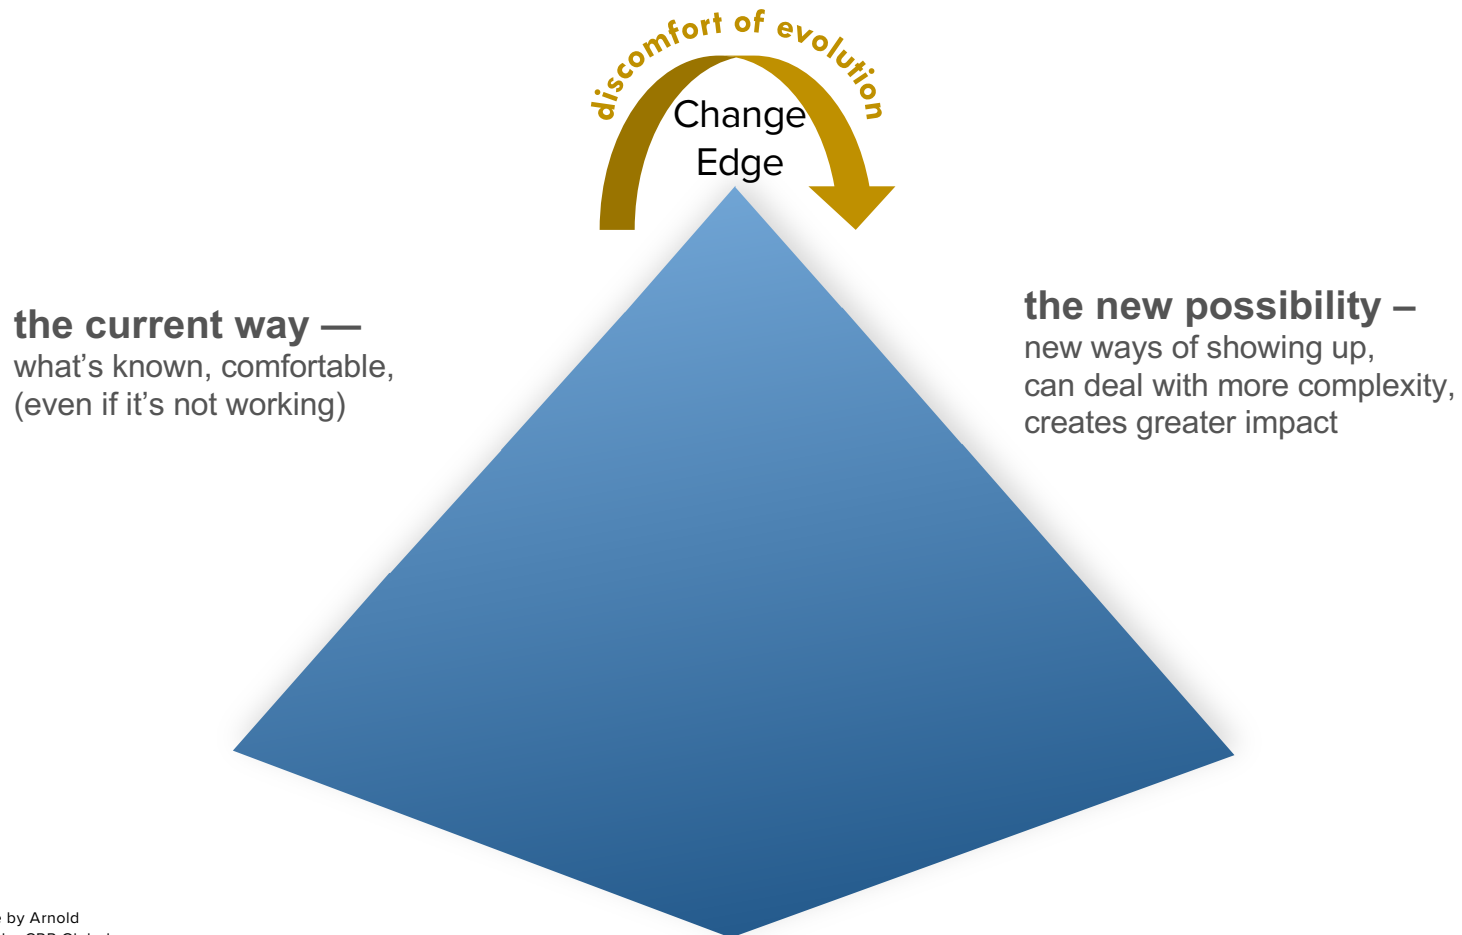 discomfort of evolution
Change
Edge
the current way —
what's known, comfortable,
(even if it's not working)
the new possibility –
new ways of showing up,
can deal with more complexity,
creates greater impact
by Arnold